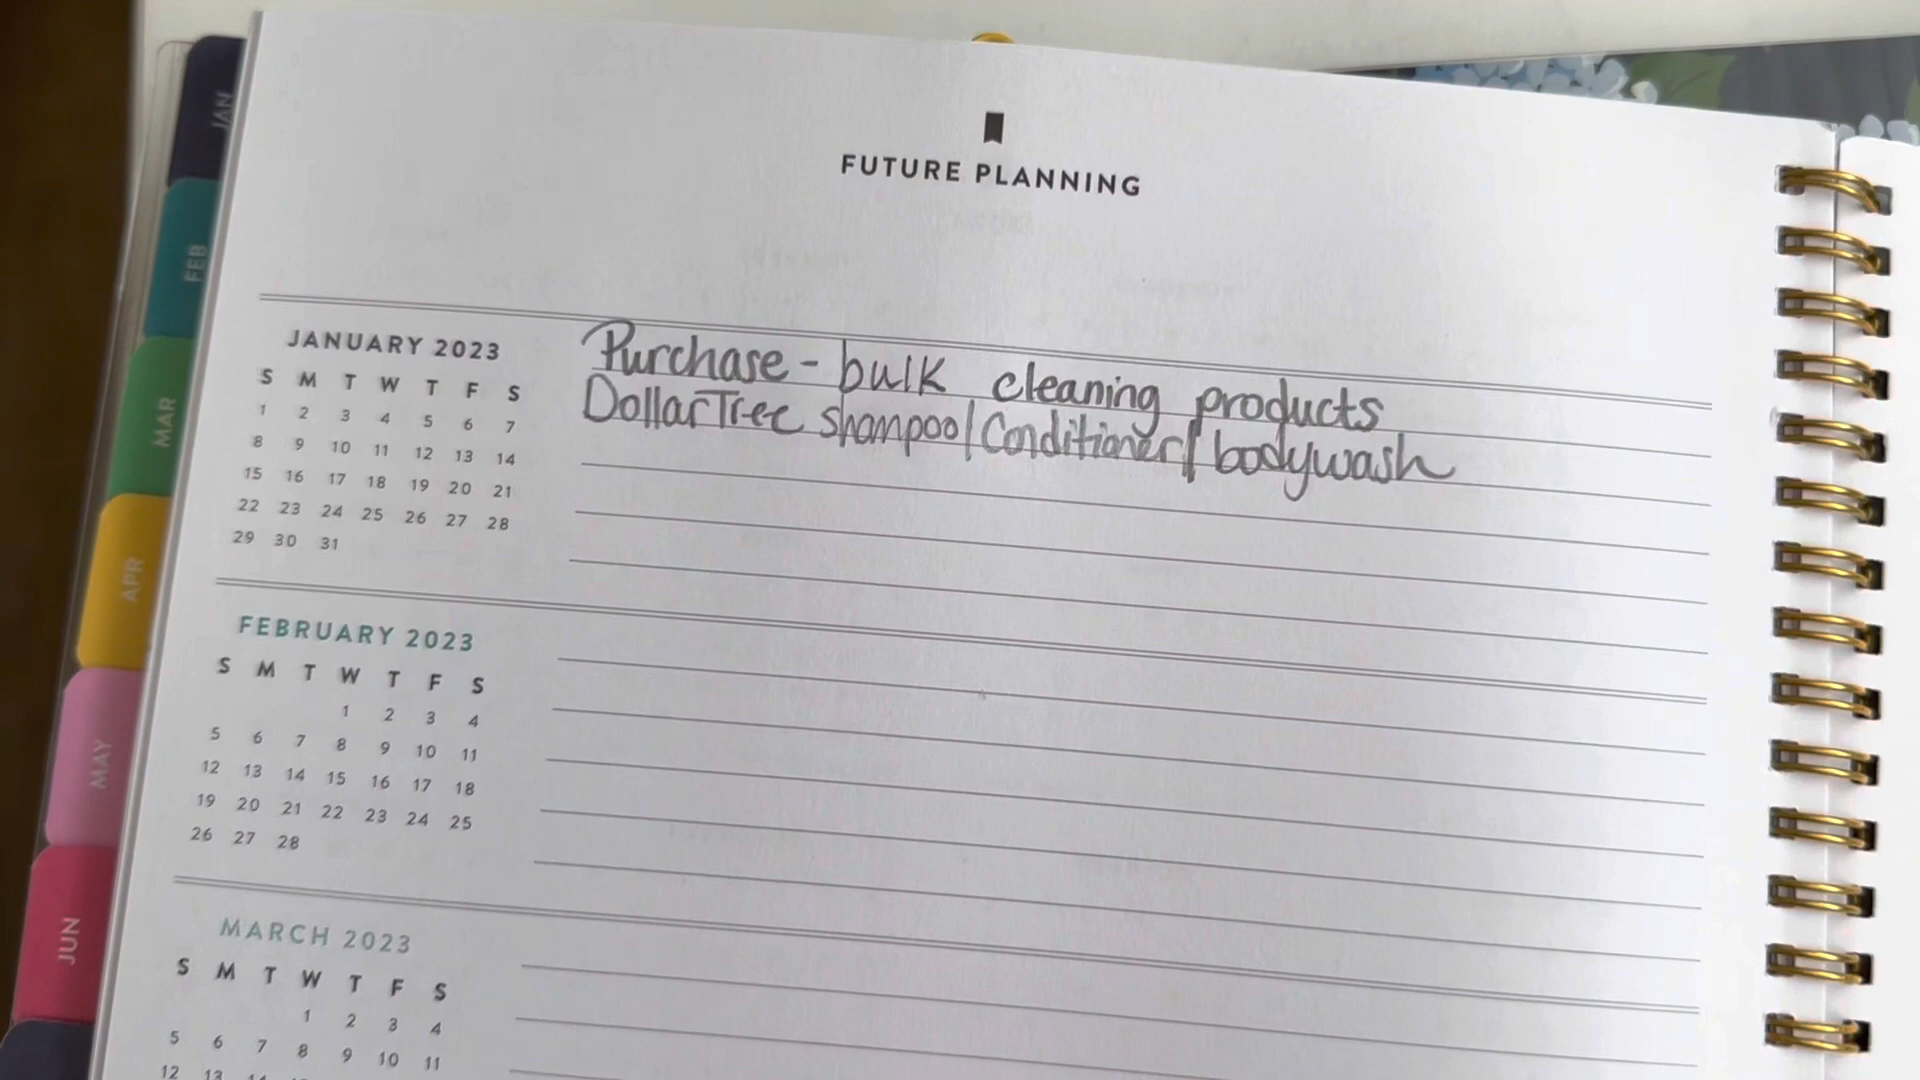 JAN
FEB
MAR
APR
MAY
JUN
FUTURE PLANNING
JANUARY 2023
S M T W T F S
1 2 3 4 5 6 7
8 9 10 11 12 13 14
15 16 17 18 19 20 21
22 23 24 25 26 27 28
29 30 31
Purchase - bulk cleaning products
DollarTree shampoo/Conditioner/bodywash
FEBRUARY 2023
S M T W T F S
1 2 3 4
5 6 7 8 9 10 11
12 13 14 15 16 17 18
19 20 21 22 23 24 25
26 27 28
MARCH 2023
S M T W T F S
1 2 3 4
5 6 7 8 9 10 11
12 13